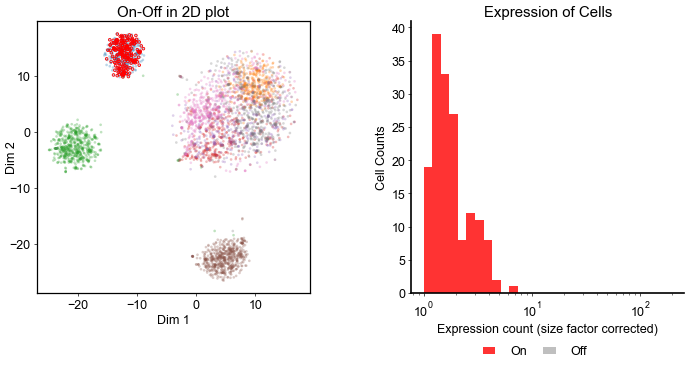 On-Off in 2D plot
Dim 2
10
0
−10
−20
−20 −10 0 10
Dim 1
Expression of Cells
Cell Counts
40
35
30
25
20
15
10
5
0
10^0 10^1 10^2
Expression count (size factor corrected)
On Off